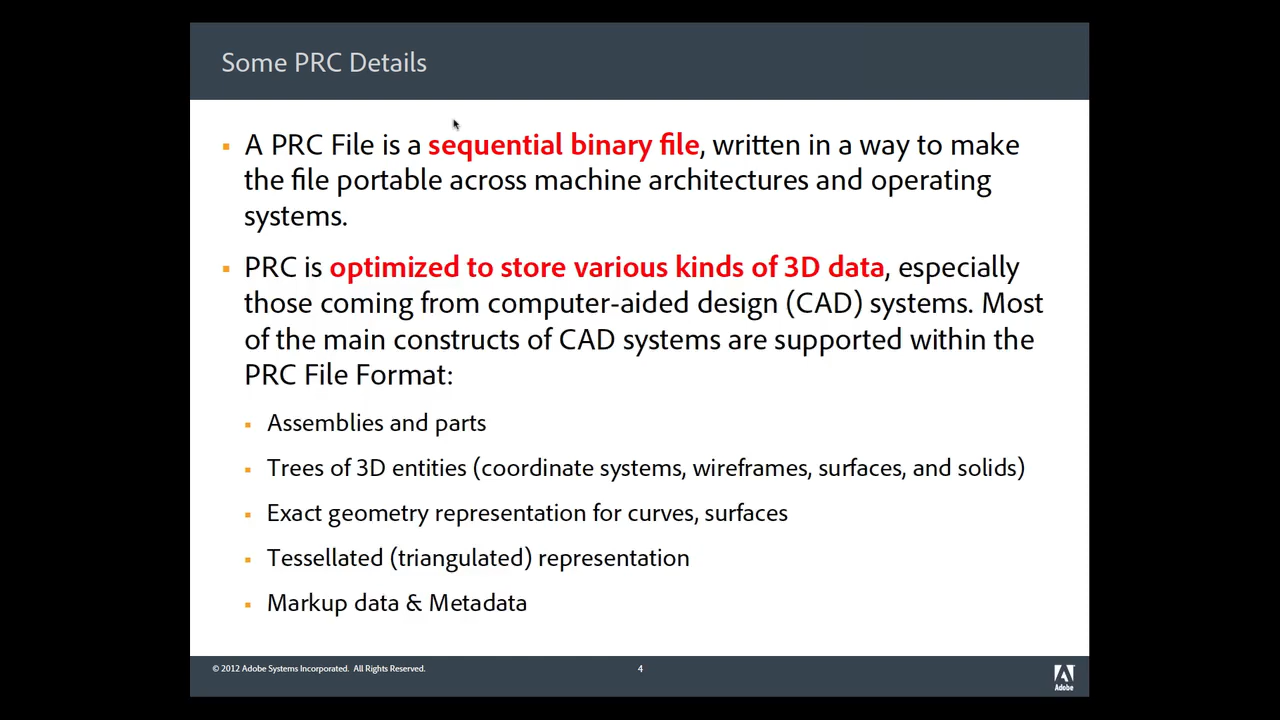 Some PRC Details
▪ A PRC File is a sequential binary file, written in a way to make
the file portable across machine architectures and operating
systems.
▪ PRC is optimized to store various kinds of 3D data, especially
those coming from computer-aided design (CAD) systems. Most
of the main constructs of CAD systems are supported within the
PRC File Format:
▪ Assemblies and parts
▪ Trees of 3D entities (coordinate systems, wireframes, surfaces, and solids)
▪ Exact geometry representation for curves, surfaces
▪ Tessellated (triangulated) representation
▪ Markup data & Metadata
© 2012 Adobe Systems Incorporated. All Rights Reserved.
4
Adobe